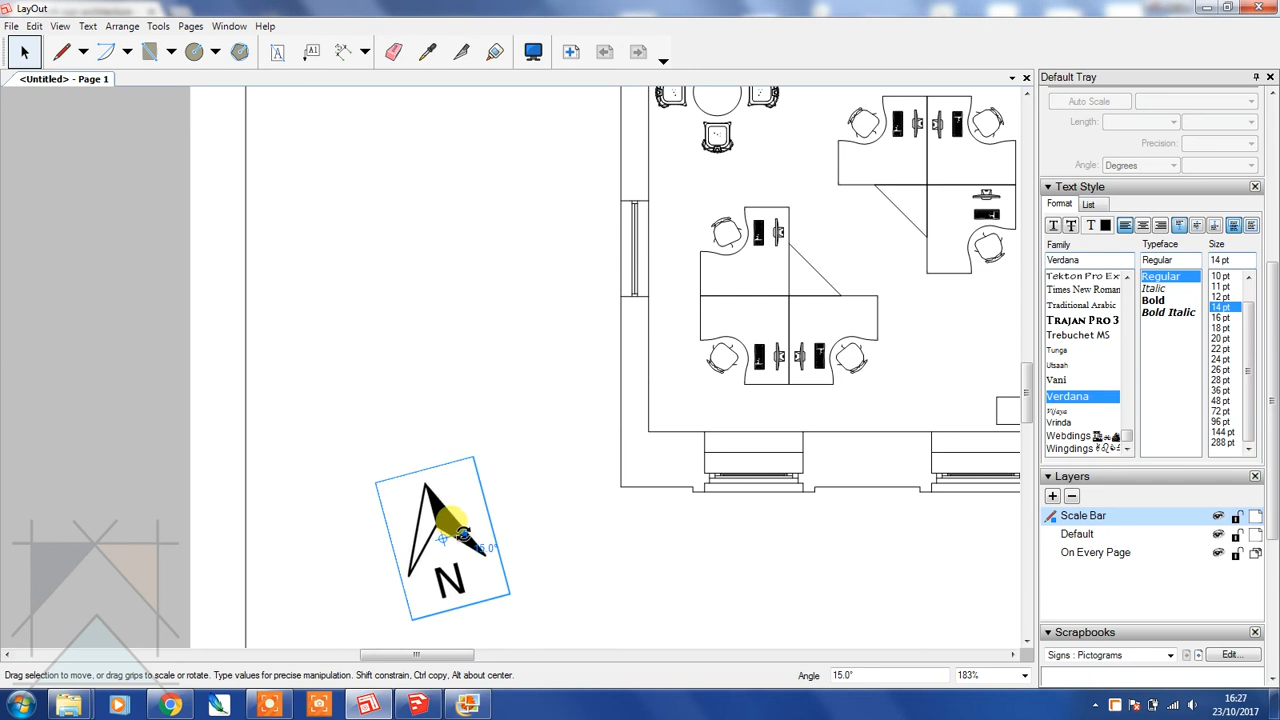 LayOut
File Edit View Text Arrange Tools Pages Window Help
<Untitled> - Page 1
Default Tray
Auto Scale
Length:
Precision:
Angle: Degrees
Text Style
Format List
Family Typeface Size
Verdana Regular 14 pt
Tekton Pro Ex
Times New Roman
Traditional Arabic
Trajan Pro 3
Trebuchet MS
Tunga
Utsaah
Vani
Verdana
Vijaya
Vrinda
Webdings
Wingdings
Regular
Italic
Bold
Bold Italic
10 pt
11 pt
12 pt
14 pt
16 pt
18 pt
20 pt
22 pt
24 pt
26 pt
28 pt
36 pt
48 pt
72 pt
96 pt
144 pt
288 pt
Layers
Scale Bar
Default
On Every Page
15.0°
N
Scrapbooks
Signs : Pictograms Edit...
Drag selection to move, or drag grips to scale or rotate. Type values for precise manipulation. Shift constrain, Ctrl copy, Alt about center.
Angle 15.0° 183%
16:27
23/10/2017